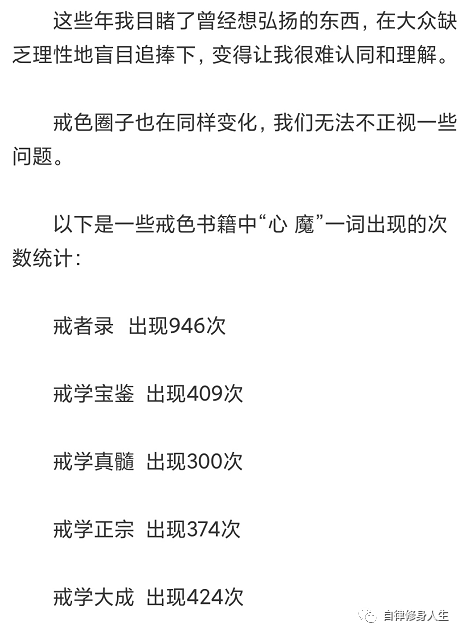 这些年我目睹了曾经想弘扬的东西，在大众缺
乏理性地盲目追捧下，变得让我很难认同和理解。
戒色圈子也在同样变化，我们无法不正视一些
问题。
以下是一些戒色书籍中“心 魔”一词出现的次
数统计：
戒者录 出现946次
戒学宝鉴 出现409次
戒学真髓 出现300次
戒学正宗 出现374次
戒学大成 出现424次
自律修身人生